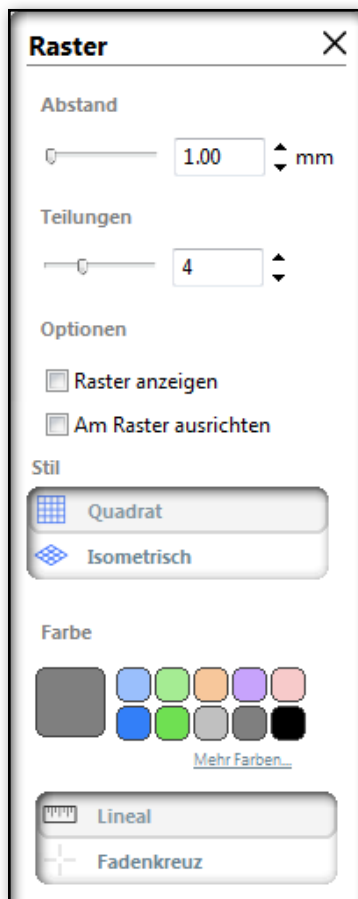 Raster
Abstand
1.00 mm
Teilungen
4
Optionen
Raster anzeigen
Am Raster ausrichten
Stil
Quadrat
Isometrisch
Farbe
Mehr Farben...
Lineal
Fadenkreuz